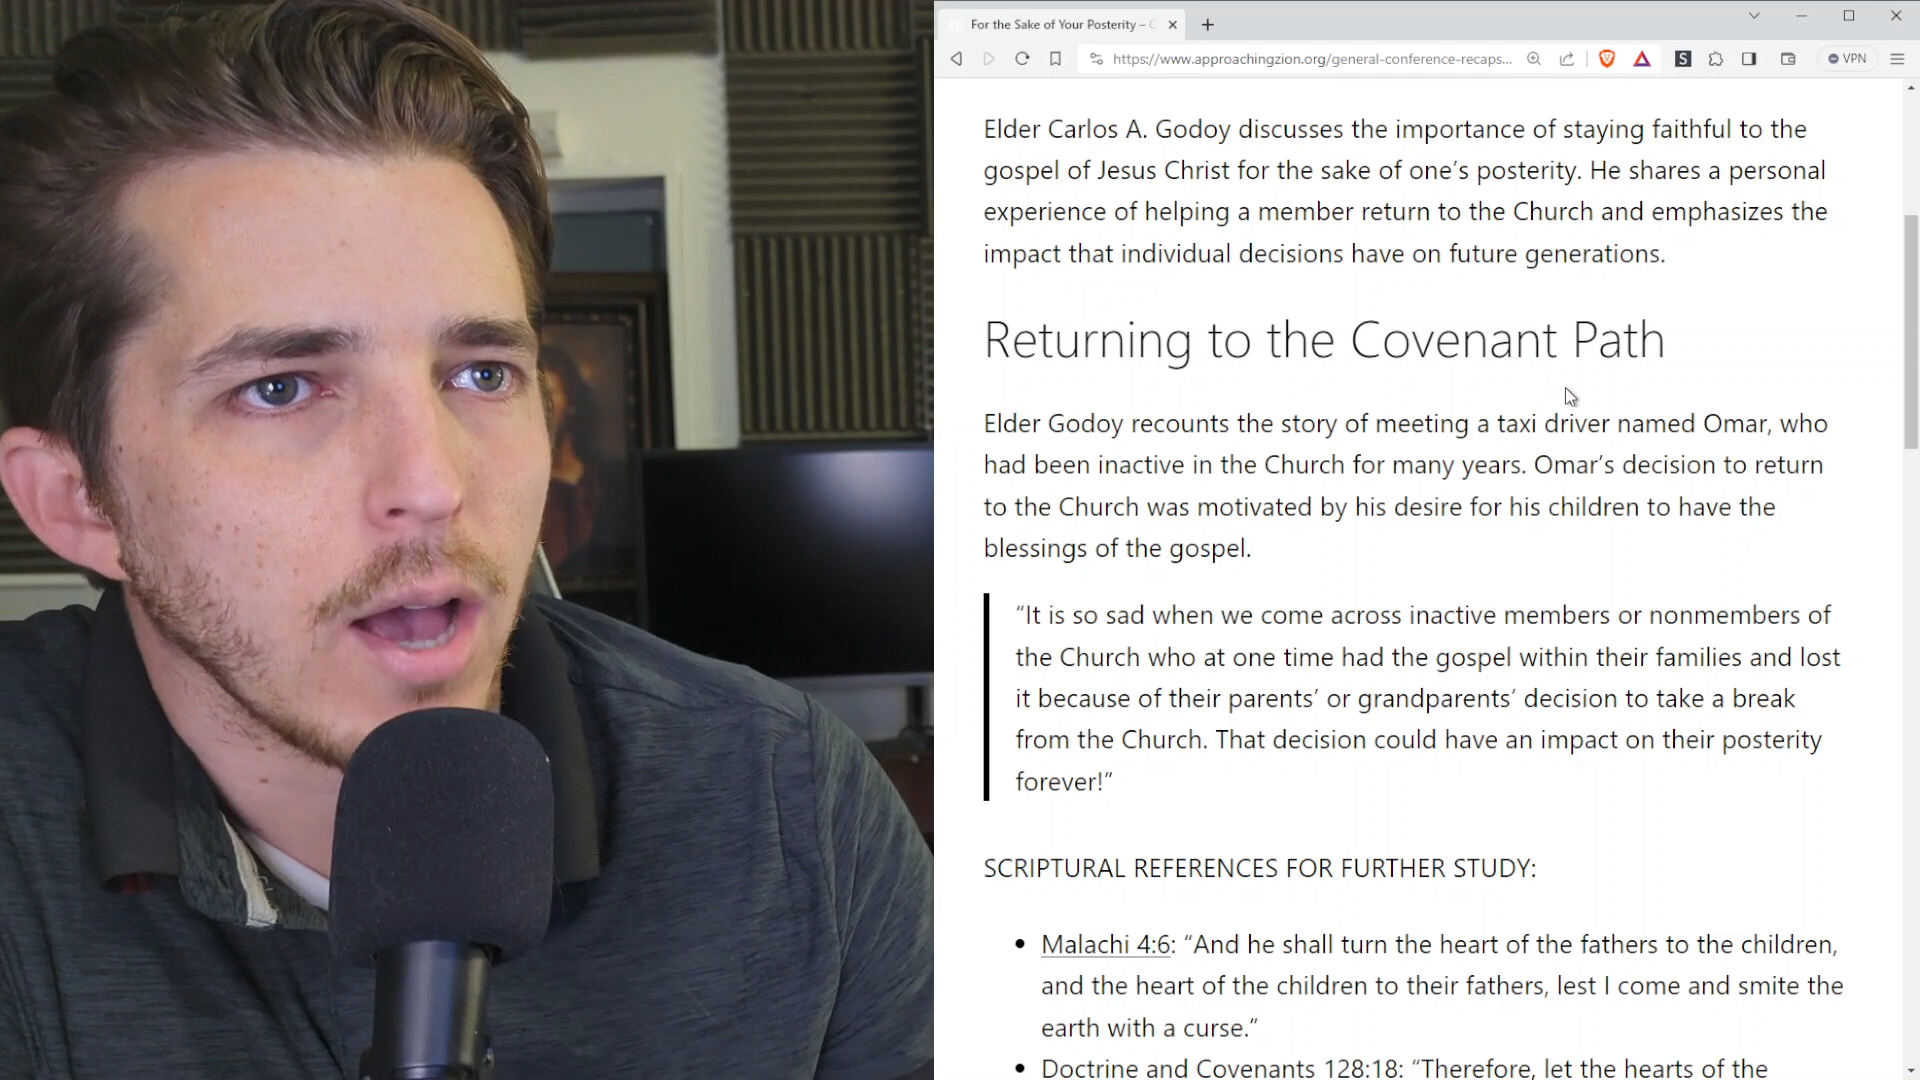 For the Sake of Your Posterity – C
https://www.approachingzion.org/general-conference-recaps...
S
VPN
Elder Carlos A. Godoy discusses the importance of staying faithful to the
gospel of Jesus Christ for the sake of one’s posterity. He shares a personal
experience of helping a member return to the Church and emphasizes the
impact that individual decisions have on future generations.
Returning to the Covenant Path
Elder Godoy recounts the story of meeting a taxi driver named Omar, who
had been inactive in the Church for many years. Omar’s decision to return
to the Church was motivated by his desire for his children to have the
blessings of the gospel.
“It is so sad when we come across inactive members or nonmembers of
the Church who at one time had the gospel within their families and lost
it because of their parents’ or grandparents’ decision to take a break
from the Church. That decision could have an impact on their posterity
forever!”
SCRIPTURAL REFERENCES FOR FURTHER STUDY:
• Malachi 4:6: “And he shall turn the heart of the fathers to the children,
and the heart of the children to their fathers, lest I come and smite the
earth with a curse.”
• Doctrine and Covenants 128:18: “Therefore, let the hearts of the